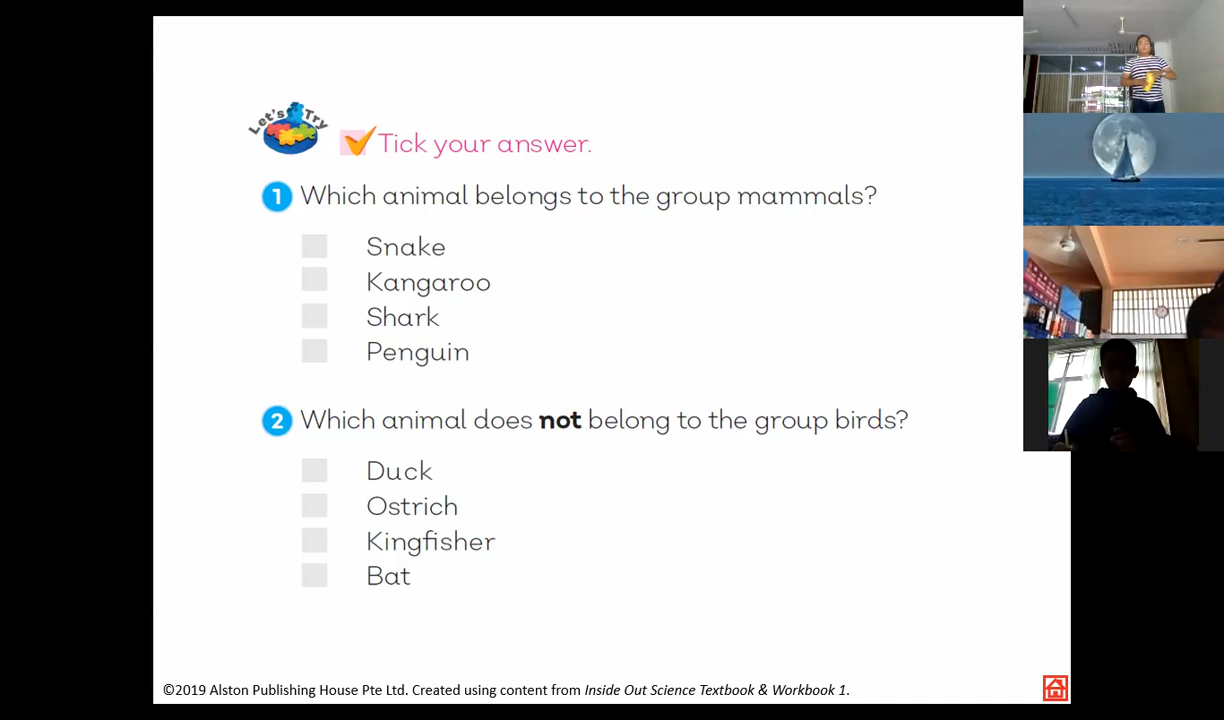 Let's Try
Tick your answer.
1 Which animal belongs to the group mammals?
Snake
Kangaroo
Shark
Penguin
2 Which animal does not belong to the group birds?
Duck
Ostrich
Kingfisher
Bat
©2019 Alston Publishing House Pte Ltd. Created using content from Inside Out Science Textbook & Workbook 1.